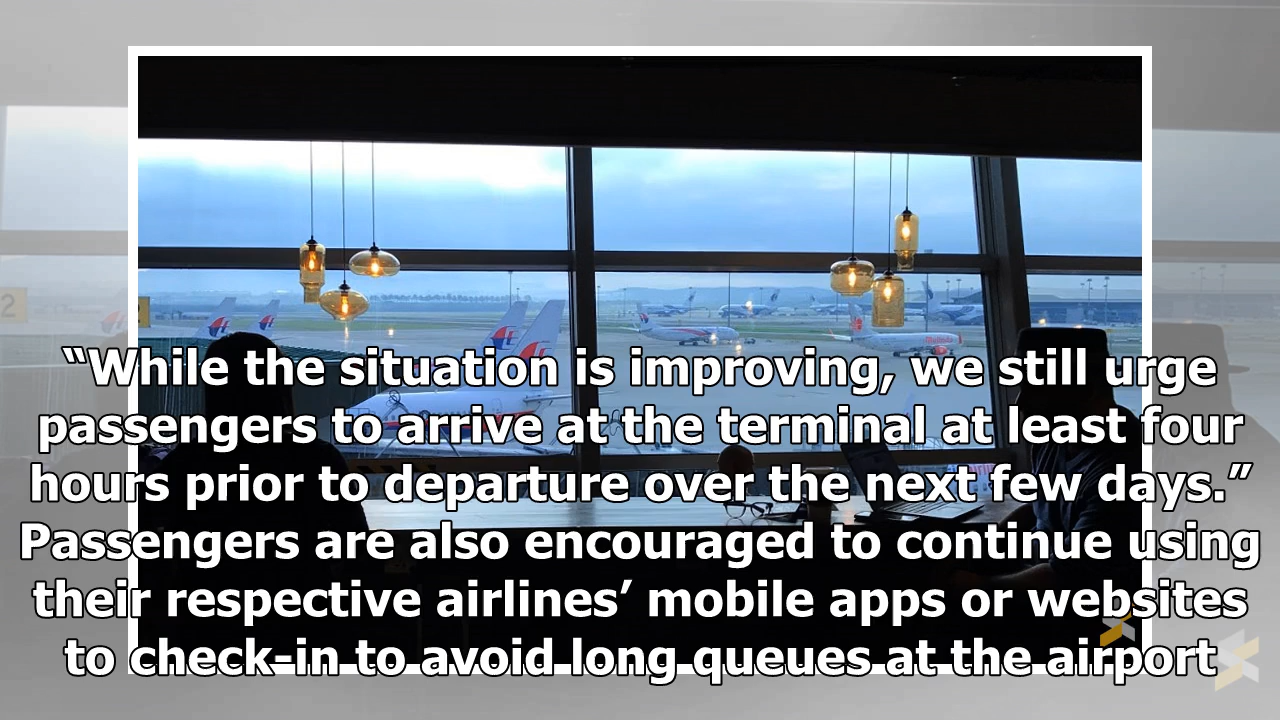 “While the situation is improving, we still urge
passengers to arrive at the terminal at least four
hours prior to departure over the next few days.”
Passengers are also encouraged to continue using
their respective airlines’ mobile apps or websites
to check-in to avoid long queues at the airport
2